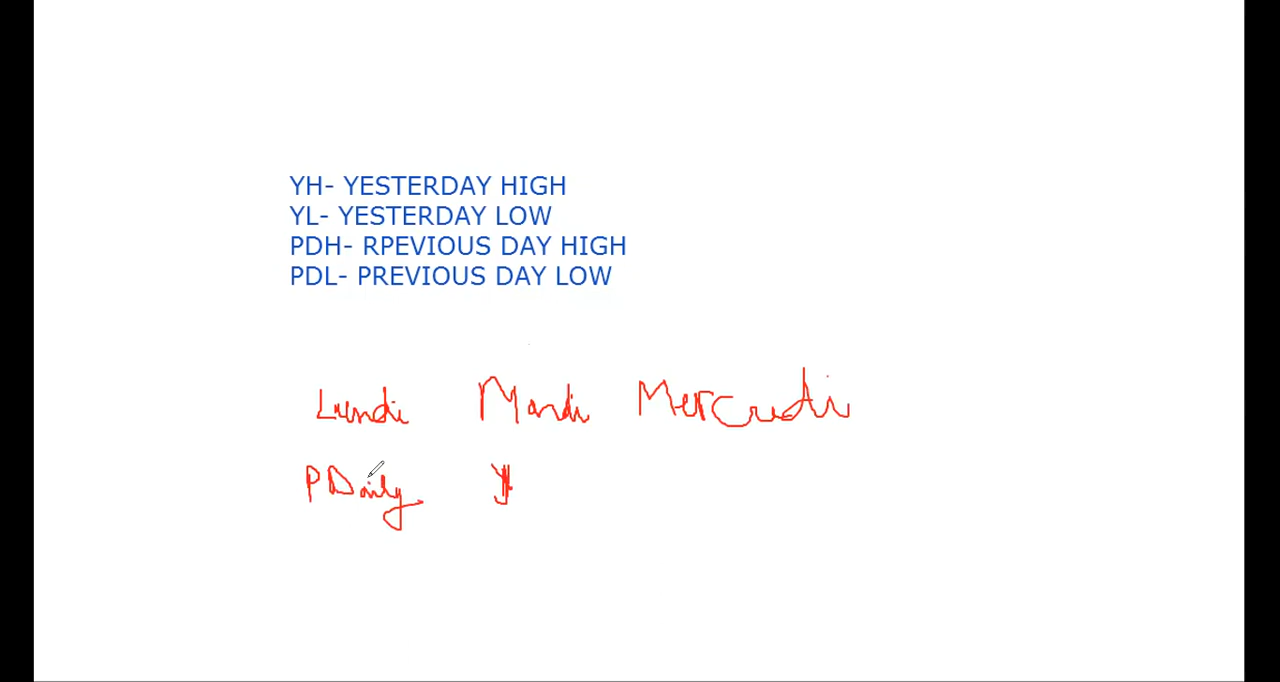 YH- YESTERDAY HIGH
YL- YESTERDAY LOW
PDH- RPEVIOUS DAY HIGH
PDL- PREVIOUS DAY LOW
Lundi Mardi Mercredi
PDaily Y